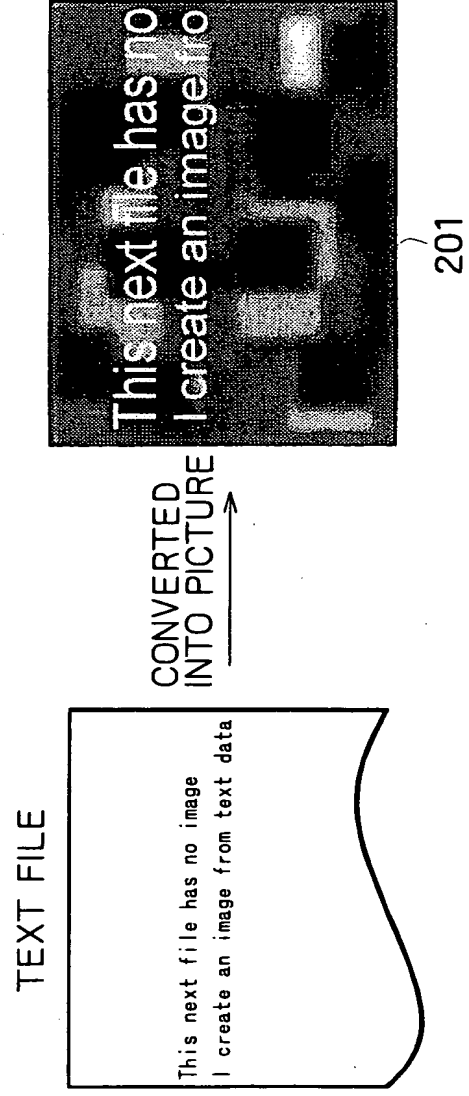 TEXT FILE
This next file has no image
I create an image from text data
CONVERTED
INTO PICTURE
This next file has no
I create an image fro
201